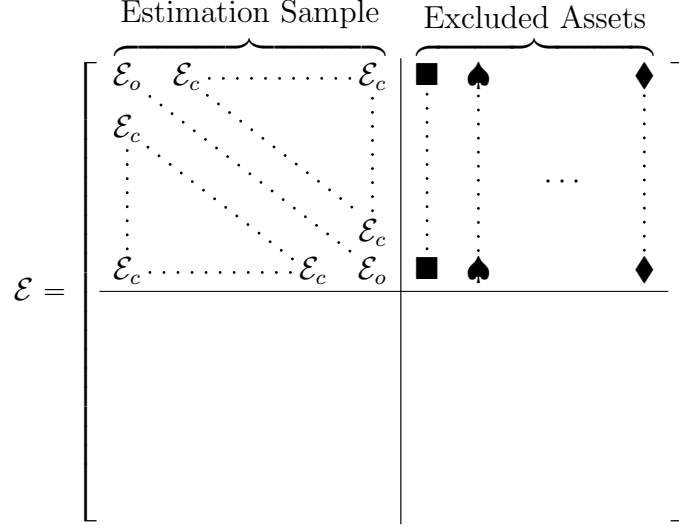 Estimation Sample Excluded Assets
ℰ_o ℰ_c ........... ℰ_c ■ ♠ ♦
ℰ_c
...
ℰ_c
ℰ_c ........... ℰ_c ℰ_o ■ ♠ ♦
ℰ =